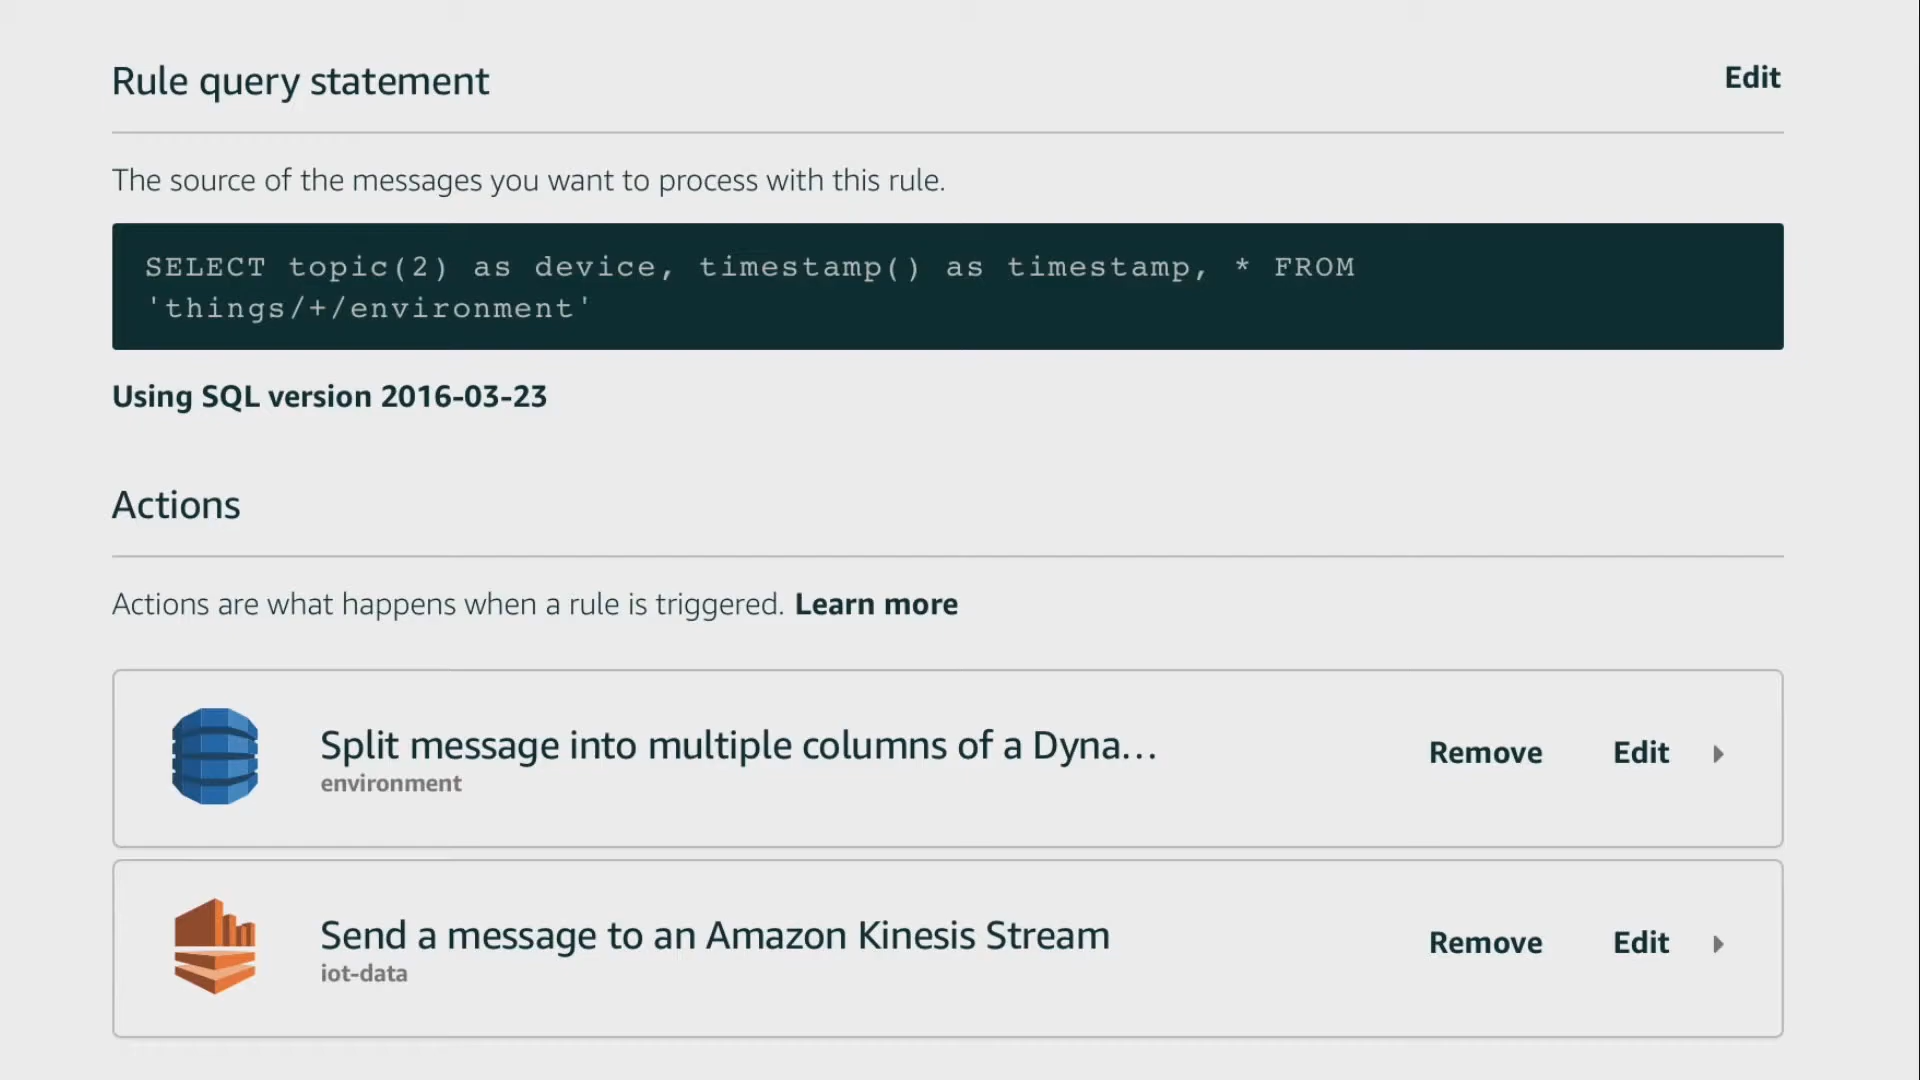 Rule query statement
Edit
The source of the messages you want to process with this rule.
SELECT topic(2) as device, timestamp() as timestamp, * FROM
'things/+/environment'
Using SQL version 2016-03-23
Actions
Actions are what happens when a rule is triggered. Learn more
Split message into multiple columns of a Dyna...
environment
Remove
Edit
Send a message to an Amazon Kinesis Stream
iot-data
Remove
Edit